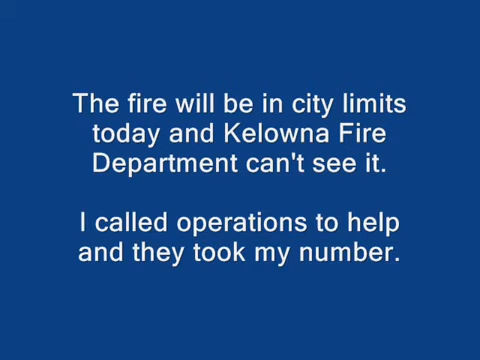 The fire will be in city limits
today and Kelowna Fire
Department can't see it.
I called operations to help
and they took my number.